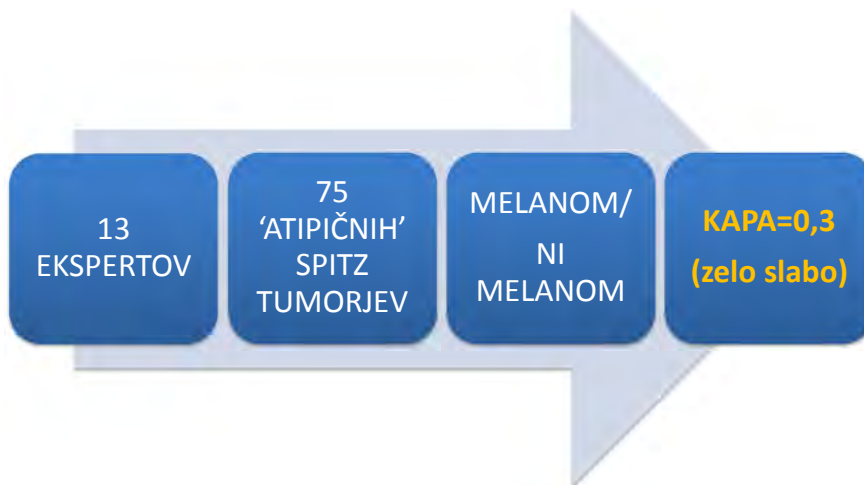 13
EKSPERTOV
75
‘ATIPIČNIH’
SPITZ
TUMORJEV
MELANOM/
NI
MELANOM
KAPA=0,3
(zelo slabo)